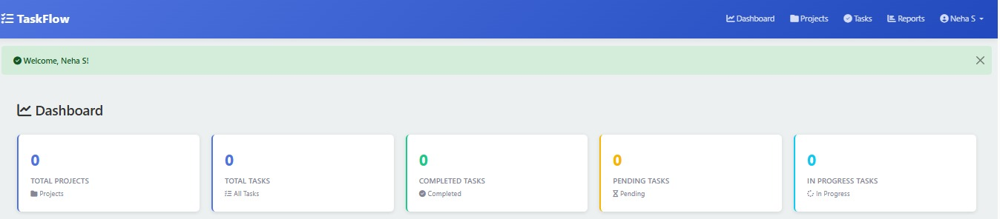 TaskFlow Dashboard Projects Tasks Reports Neha S
Welcome, Neha S!
Dashboard
0 0 0 0 0
TOTAL PROJECTS TOTAL TASKS COMPLETED TASKS PENDING TASKS IN PROGRESS TASKS
Projects All Tasks Completed Pending In Progress